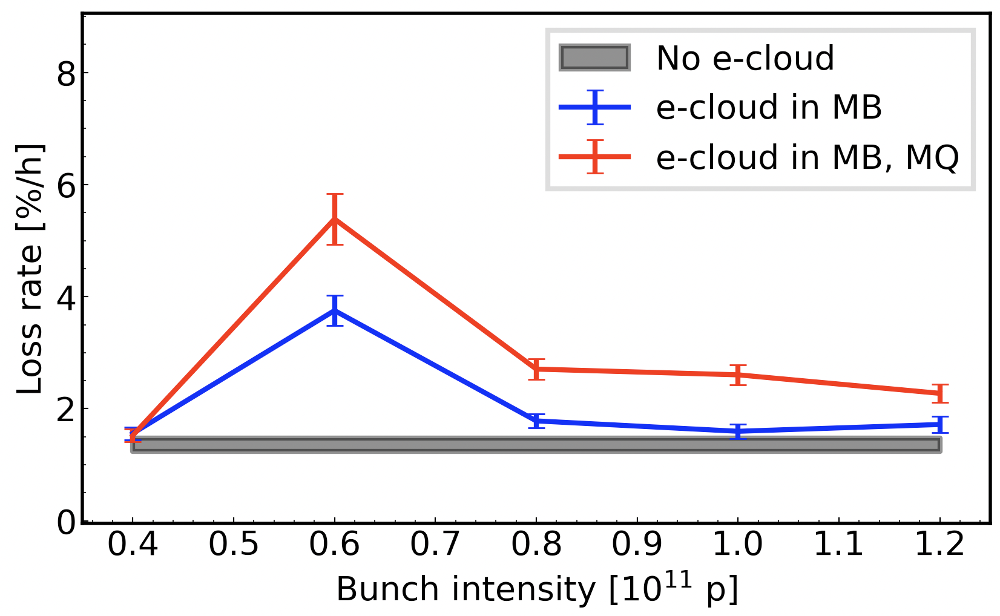 No e-cloud
e-cloud in MB
e-cloud in MB, MQ
Loss rate [%/h]
8
6
4
2
0
0.4 0.5 0.6 0.7 0.8 0.9 1.0 1.1 1.2
Bunch intensity [10¹¹ p]